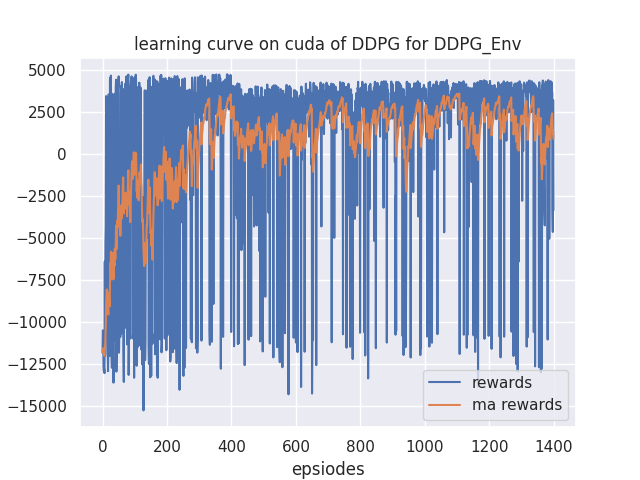 learning curve on cuda of DDPG for DDPG_Env
5000
2500
0
−2500
−5000
−7500
−10000
−12500
−15000
rewards
ma rewards
0 200 400 600 800 1000 1200 1400
epsiodes